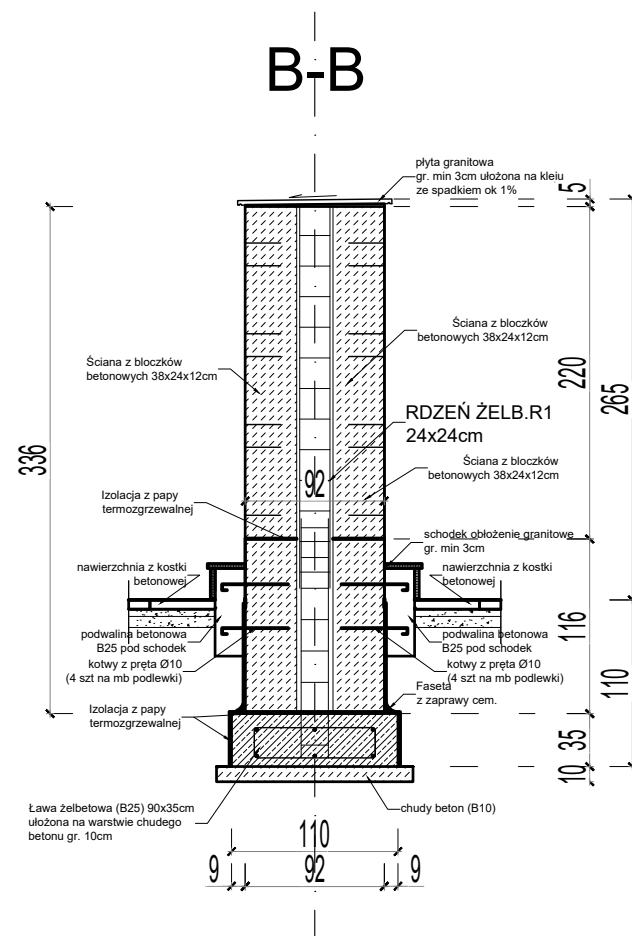 B-B
płyta granitowa
gr. min 3cm ułożona na kleiu
ze spadkiem ok 1%
5
Ściana z bloczków
betonowych 38x24x12cm
Ściana z bloczków
betonowych 38x24x12cm
220
265
RDZEŃ ŻELB.R1
24x24cm
336
Ściana z bloczków
betonowych 38x24x12cm
92
Izolacja z papy
termozgrzewalnej
schodek obłożenie granitowe
gr. min 3cm
nawierzchnia z kostki
betonowej
nawierzchnia z kostki
betonowej
116
podwalina betonowa
B25 pod schodek
podwalina betonowa
B25 pod schodek
110
kotwy z pręta Ø10
(4 szt na mb podlewki)
kotwy z pręta Ø10
(4 szt na mb podlewki)
Faseta
z zaprawy cem.
Izolacja z papy
termozgrzewalnej
35
10
Ława żelbetowa (B25) 90x35cm
ułożona na warstwie chudego
betonu gr. 10cm
chudy beton (B10)
110
9
92
9